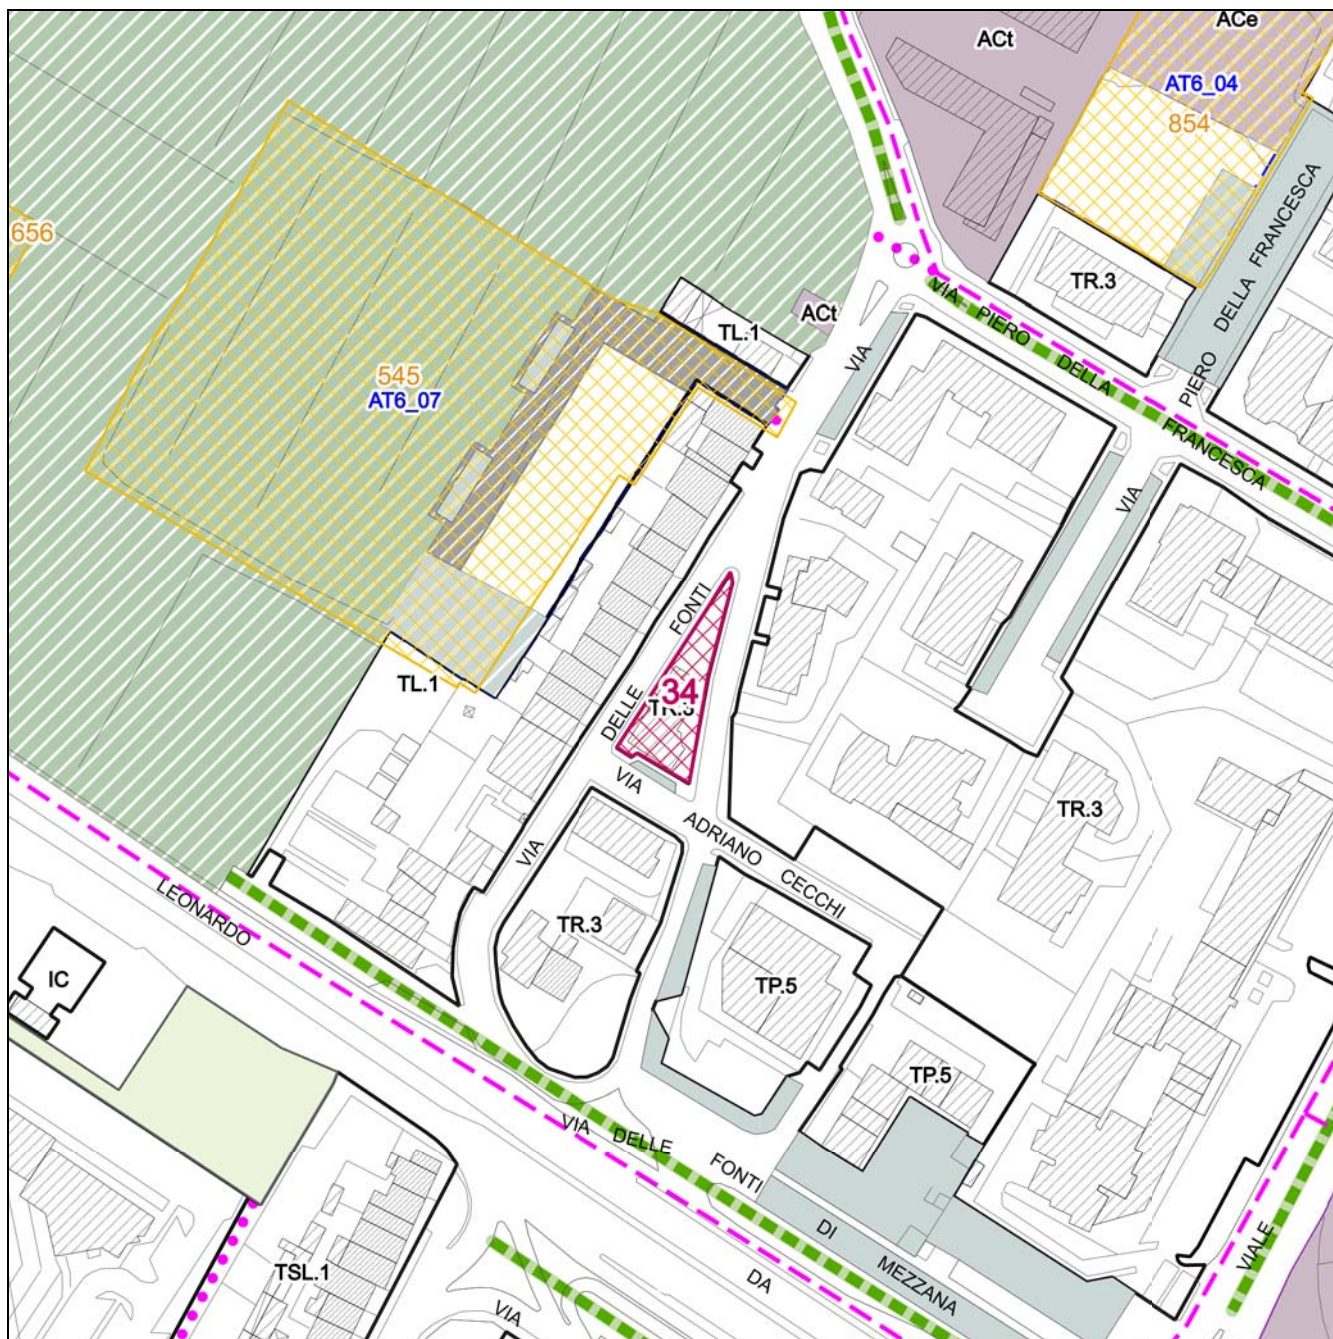 ACt
ACe
AT6_04
854
656
DELLA FRANCESCA
PIERO
TR.3
VIA PIERO DELLA FRANCESCA
ACt
TL.1
VIA
545
AT6_07
VIA
FONTI
DELLE
VIA
34
TR.3
TL.1
VIA
ADRIANO
CECCHI
TR.3
LEONARDO
TR.3
TP.5
IC
TP.5
VIA DELLE FONTI
DI MEZZANA
DA
VIALE
TSL.1
VIA